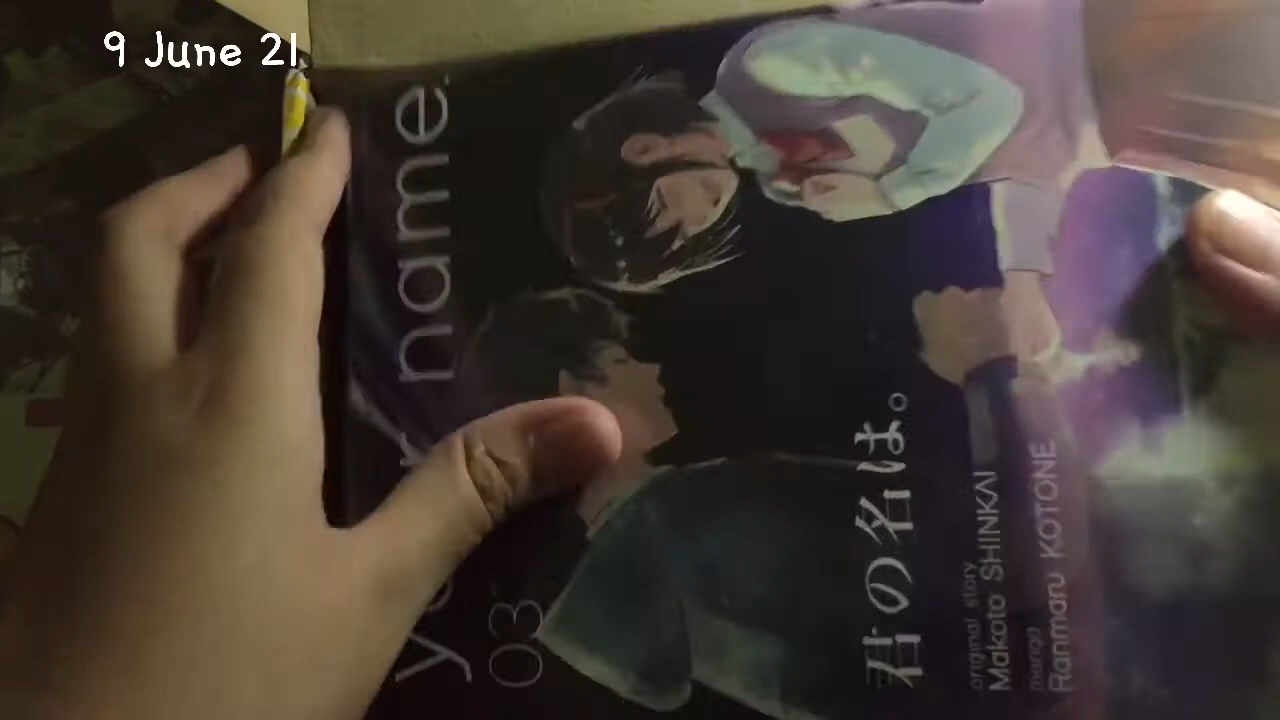 9 June 21
your name.
03
君の名は。
original story
Makoto SHINKAI
manga
Ranmaru KOTONE